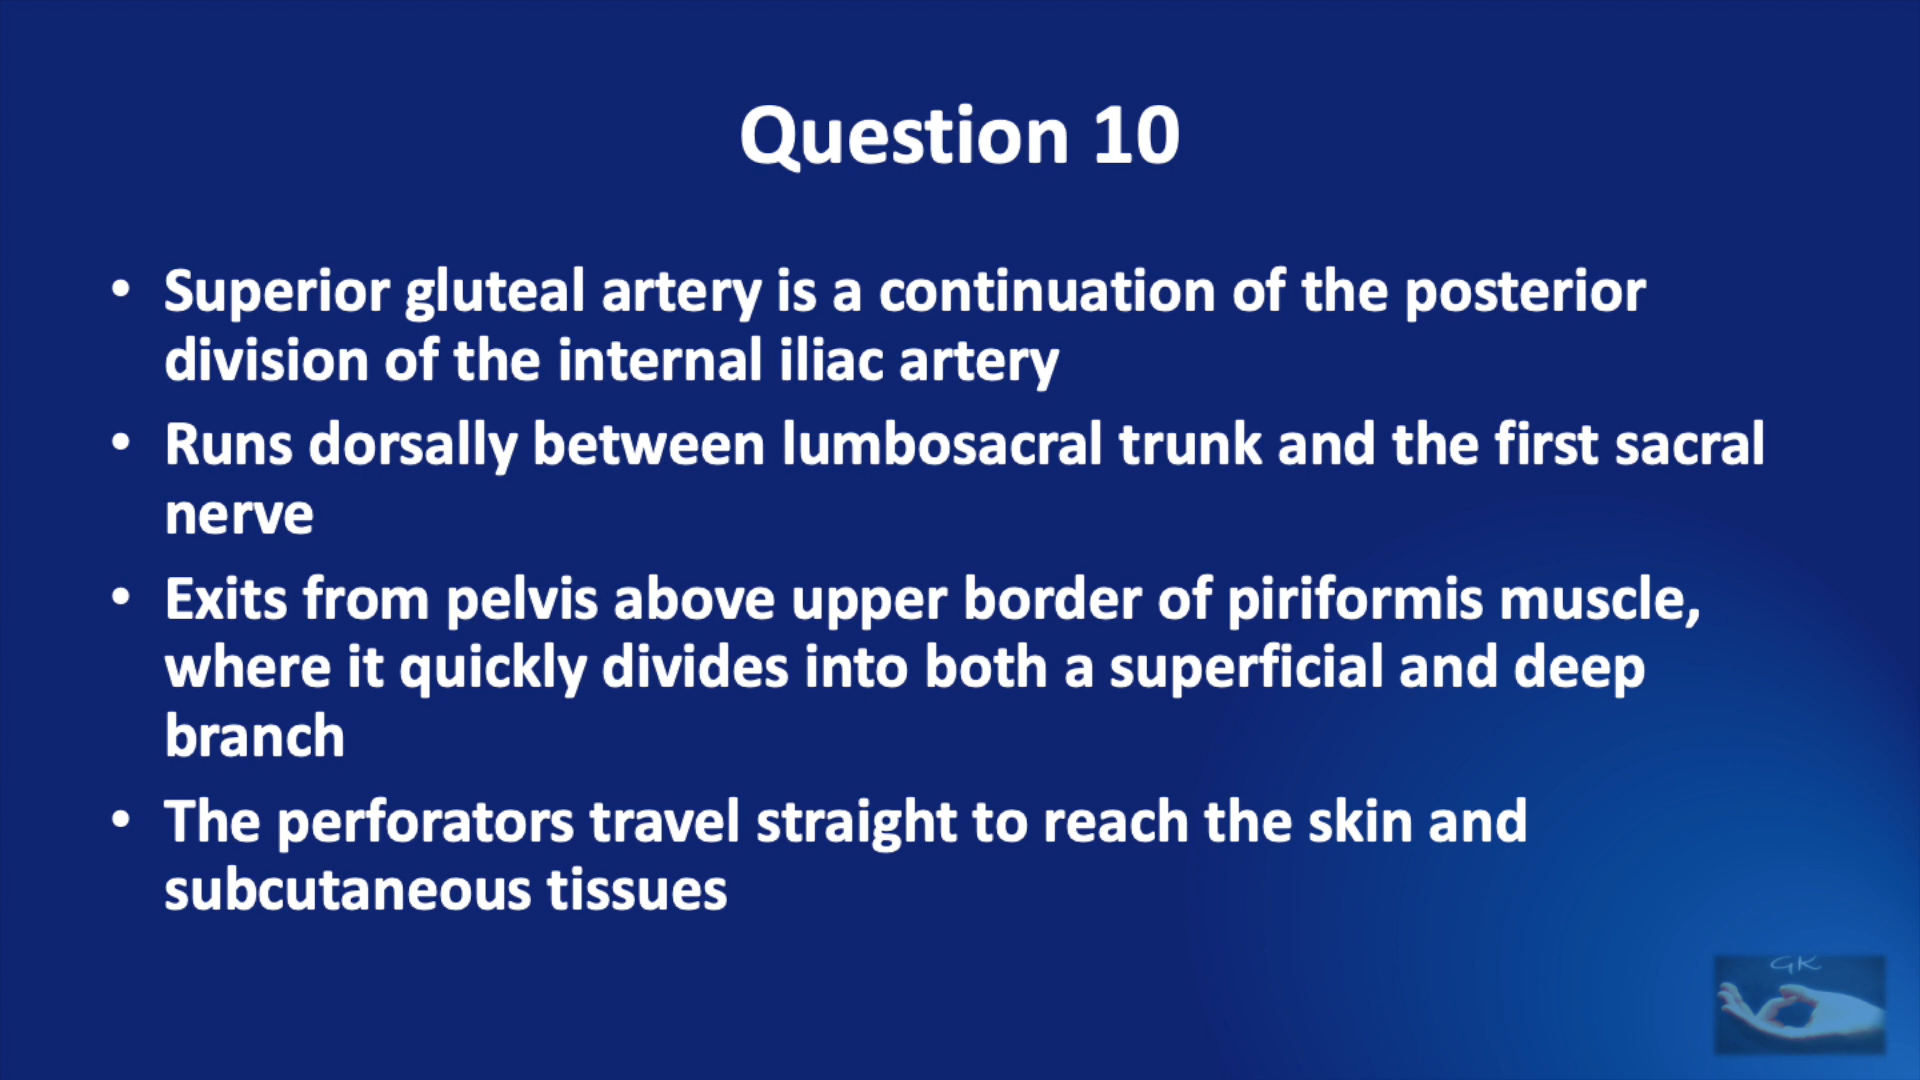 Question 10
• Superior gluteal artery is a continuation of the posterior
division of the internal iliac artery
• Runs dorsally between lumbosacral trunk and the first sacral
nerve
• Exits from pelvis above upper border of piriformis muscle,
where it quickly divides into both a superficial and deep
branch
• The perforators travel straight to reach the skin and
subcutaneous tissues
GK